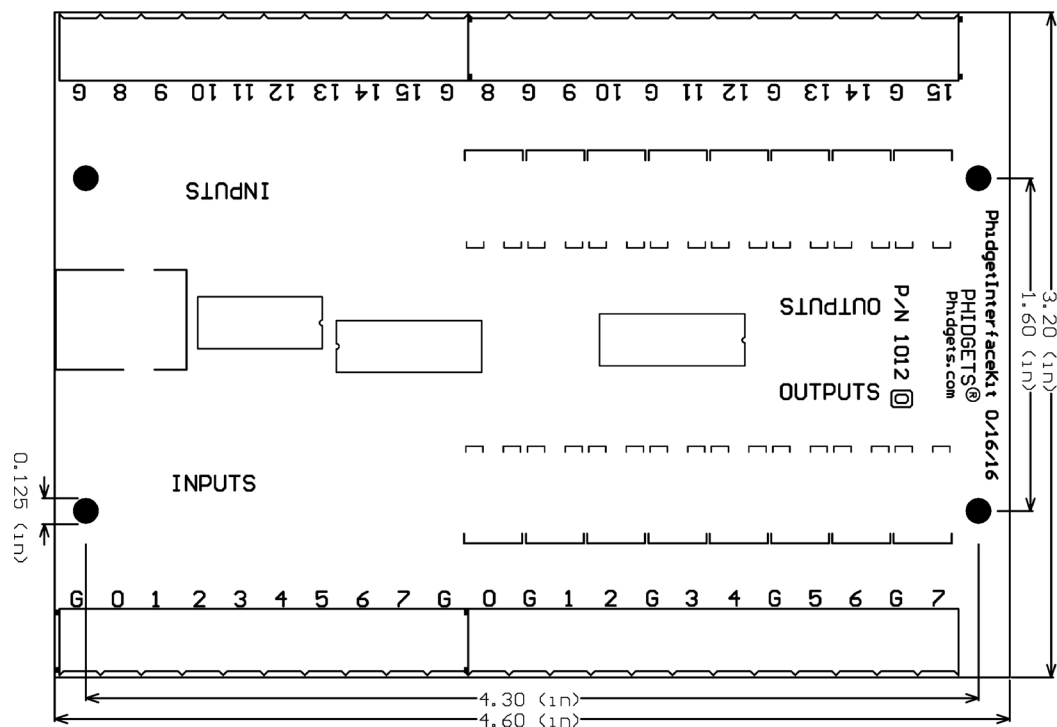 G 8 9 10 11 12 13 14 15 G 8 G 9 10 G 11 12 G 13 14 G 15
INPUTS
OUTPUTS
OUTPUTS
INPUTS
P/N 1012 O
Phidgets.com
PHIDGETS®
PhidgetInterfaceKit 0/16/16
1.60 (in)
3.20 (in)
0.125 (in)
G 0 1 2 3 4 5 6 7 G 0 G 1 2 G 3 4 G 5 6 G 7
4.30 (in)
4.60 (in)